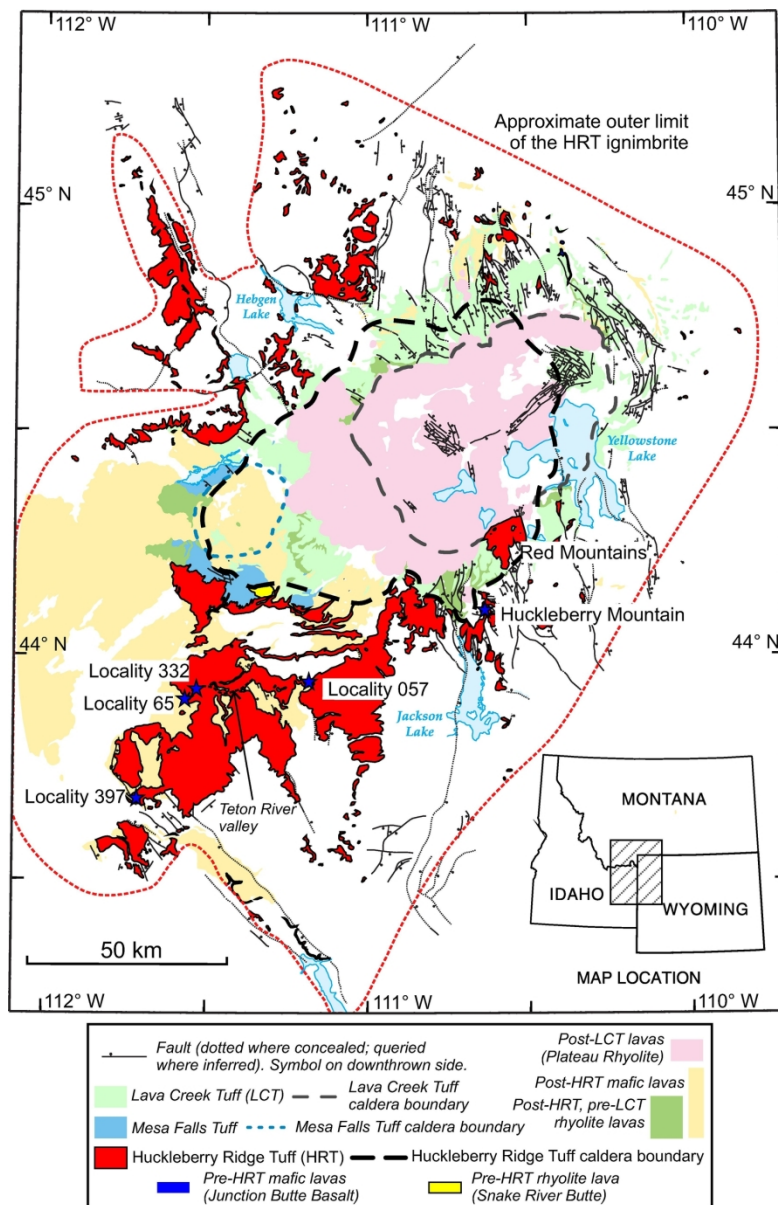 112° W
111° W
110° W
Approximate outer limit
of the HRT ignimbrite
45° N
45° N
Hebgen
Lake
Yellowstone
Lake
Red Mountains
Huckleberry Mountain
44° N
44° N
Locality 332
Locality 65
Locality 057
Jackson
Lake
Locality 397
Teton River
valley
MONTANA
IDAHO
WYOMING
50 km
MAP LOCATION
112° W
111° W
110° W
Fault (dotted where concealed; queried
where inferred). Symbol on downthrown side.
Post-LCT lavas
(Plateau Rhyolite)
Lava Creek Tuff (LCT)
Lava Creek Tuff
caldera boundary
Post-HRT mafic lavas
Mesa Falls Tuff
Mesa Falls Tuff caldera boundary
Post-HRT, pre-LCT
rhyolite lavas
Huckleberry Ridge Tuff (HRT)
Huckleberry Ridge Tuff caldera boundary
Pre-HRT mafic lavas
(Junction Butte Basalt)
Pre-HRT rhyolite lava
(Snake River Butte)